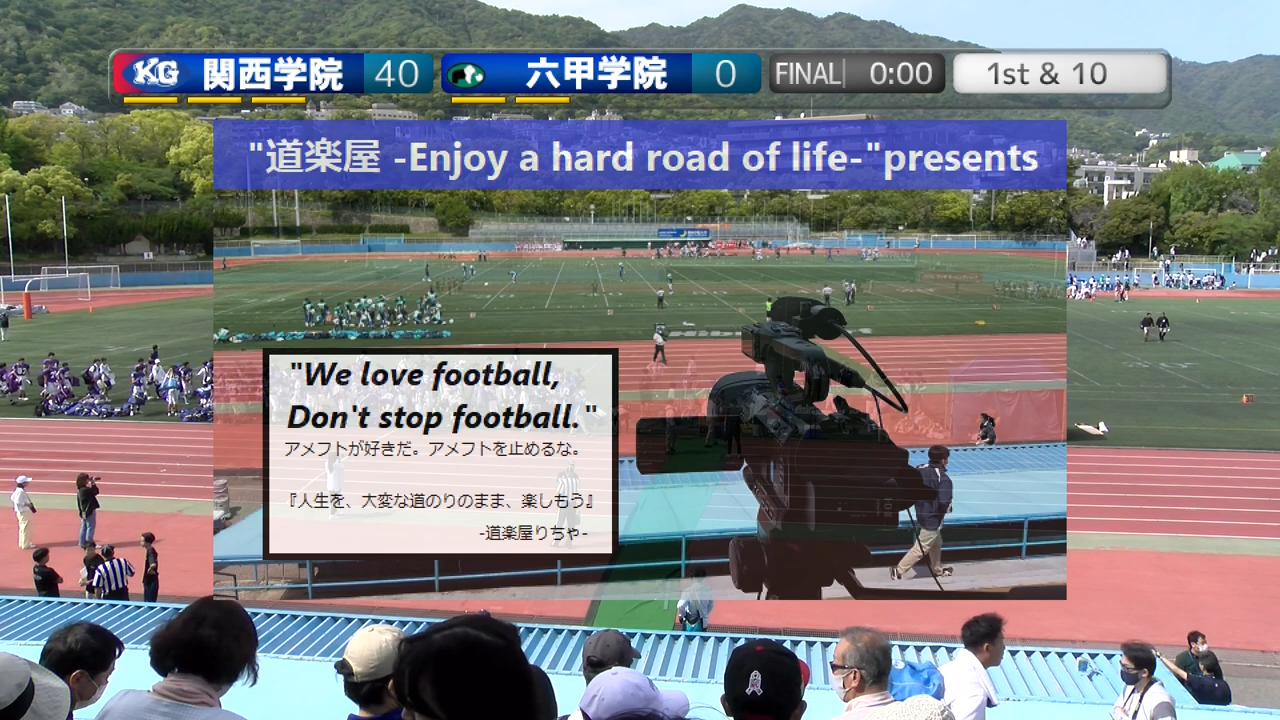 KG 関西学院 40 六甲学院 0 FINAL 0:00 1st & 10
"道楽屋 -Enjoy a hard road of life-"presents
"We love football,
Don't stop football."
アメフトが好きだ。アメフトを止めるな。
『人生を、大変な道のりのまま、楽しもう』
-道楽屋りちゃ-